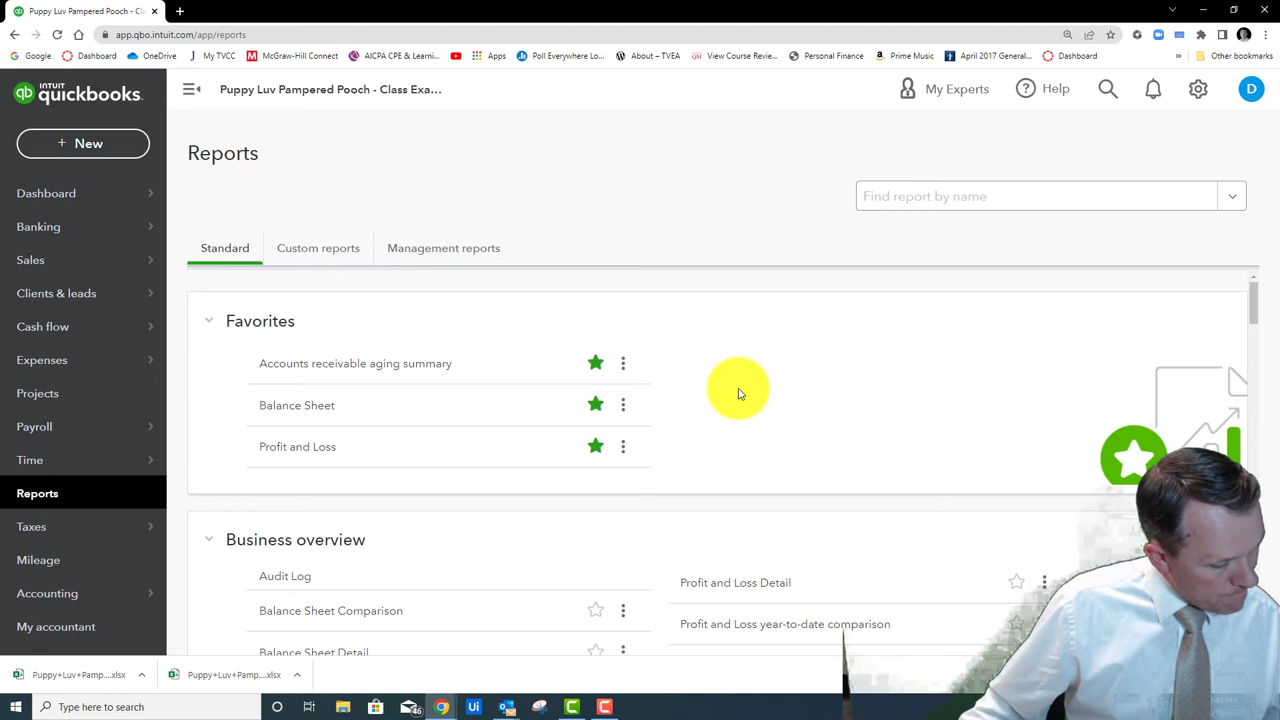 Puppy Luv Pampered Pooch - Clas
app.qbo.intuit.com/app/reports
Google
Dashboard
OneDrive
My TVCC
McGraw-Hill Connect
AICPA CPE & Learni...
Apps
Poll Everywhere Lo...
About – TVEA
View Course Review...
Personal Finance
Prime Music
April 2017 General...
Dashboard
»
Other bookmarks
INTUIT
quickbooks.
Puppy Luv Pampered Pooch - Class Exa...
My Experts
Help
D
+ New
Dashboard
Banking
Sales
Clients & leads
Cash flow
Expenses
Projects
Payroll
Time
Reports
Taxes
Mileage
Accounting
My accountant
Reports
Find report by name
Standard
Custom reports
Management reports
Favorites
Accounts receivable aging summary
Balance Sheet
Profit and Loss
Business overview
Audit Log
Profit and Loss Detail
Balance Sheet Comparison
Profit and Loss year-to-date comparison
Balance Sheet Detail
Puppy+Luv+Pamp....xlsx
Puppy+Luv+Pamp....xlsx
Type here to search
46
Ui